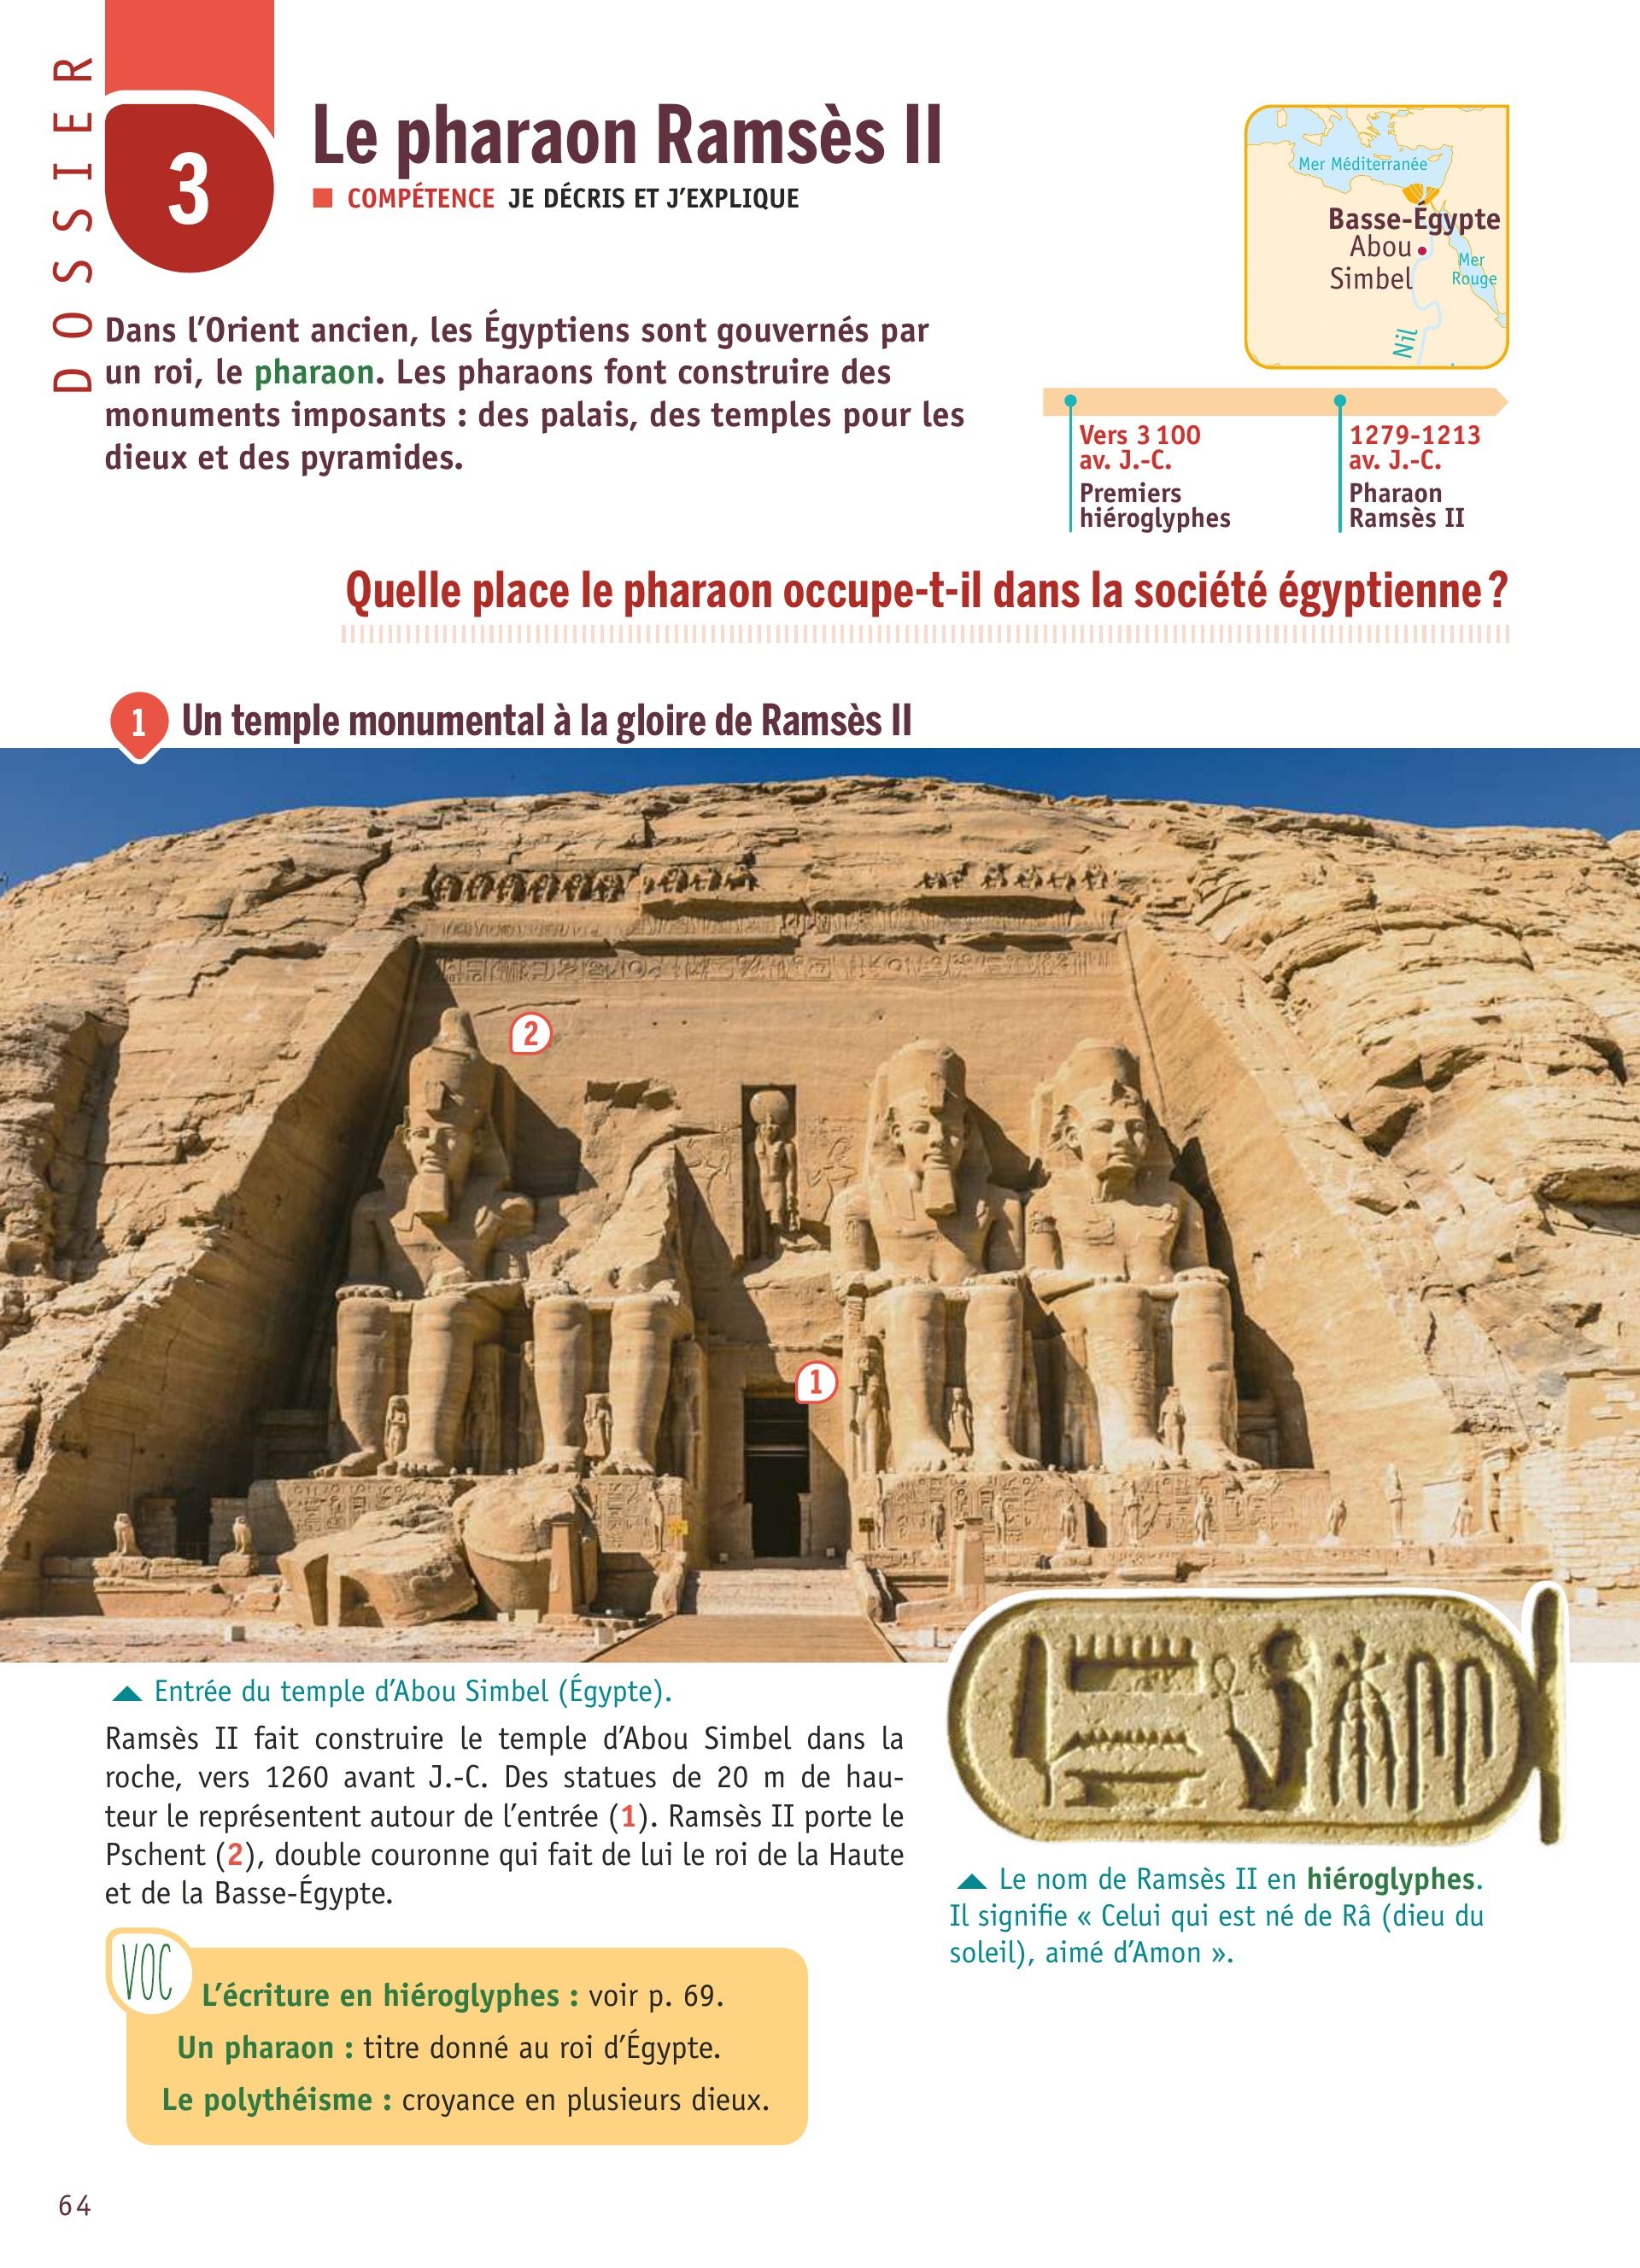 DOSSIER
3
Le pharaon Ramsès II
■ COMPÉTENCE JE DÉCRIS ET J'EXPLIQUE
Dans l'Orient ancien, les Égyptiens sont gouvernés par
un roi, le pharaon. Les pharaons font construire des
monuments imposants : des palais, des temples pour les
dieux et des pyramides.
Mer Méditerranée
Basse-Égypte
Abou
Simbel
Mer
Rouge
Nil
Vers 3 100
av. J.-C.
Premiers
hiéroglyphes
1279-1213
av. J.-C.
Pharaon
Ramsès II
Quelle place le pharaon occupe-t-il dans la société égyptienne ?
1 Un temple monumental à la gloire de Ramsès II
2
1
Entrée du temple d'Abou Simbel (Égypte).
Ramsès II fait construire le temple d'Abou Simbel dans la
roche, vers 1260 avant J.-C. Des statues de 20 m de hau-
teur le représentent autour de l'entrée (1). Ramsès II porte le
Pschent (2), double couronne qui fait de lui le roi de la Haute
et de la Basse-Égypte.
Le nom de Ramsès II en hiéroglyphes.
Il signifie « Celui qui est né de Râ (dieu du
soleil), aimé d'Amon ».
VOC
L'écriture en hiéroglyphes : voir p. 69.
Un pharaon : titre donné au roi d'Égypte.
Le polythéisme : croyance en plusieurs dieux.
64